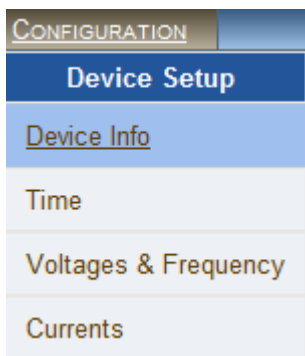 CONFIGURATION
Device Setup
Device Info
Time
Voltages & Frequency
Currents